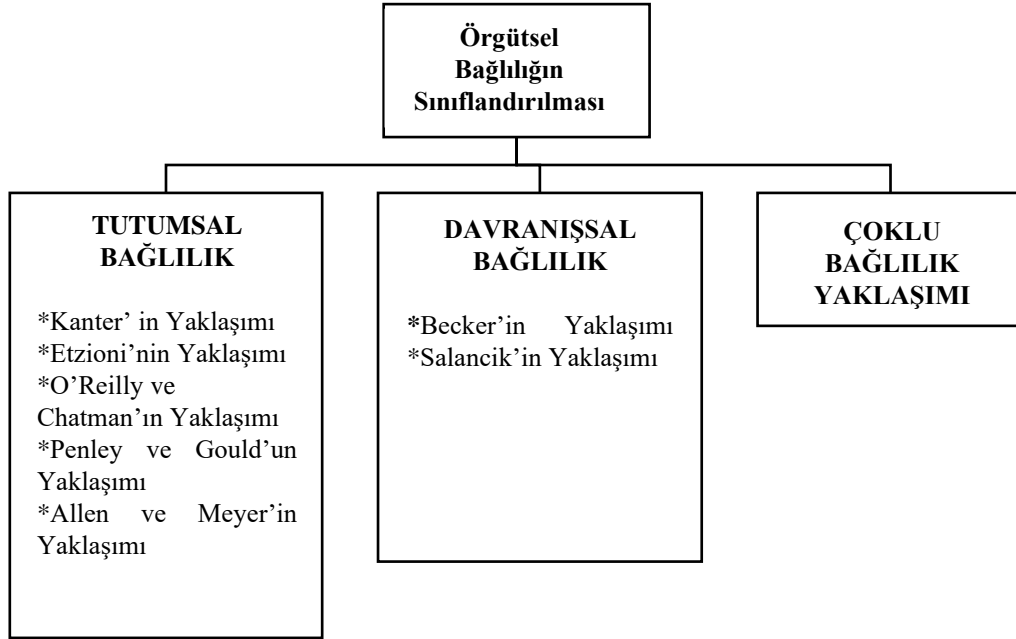 Örgütsel
Bağlılığın
Sınıflandırılması
TUTUMSAL
BAĞLILIK
*Kanter’ in Yaklaşımı
*Etzioni’nin Yaklaşımı
*O’Reilly ve
Chatman’ın Yaklaşımı
*Penley ve Gould’un
Yaklaşımı
*Allen ve Meyer’in
Yaklaşımı
DAVRANIŞSAL
BAĞLILIK
*Becker’in Yaklaşımı
*Salancik’in Yaklaşımı
ÇOKLU
BAĞLILIK
YAKLAŞIMI